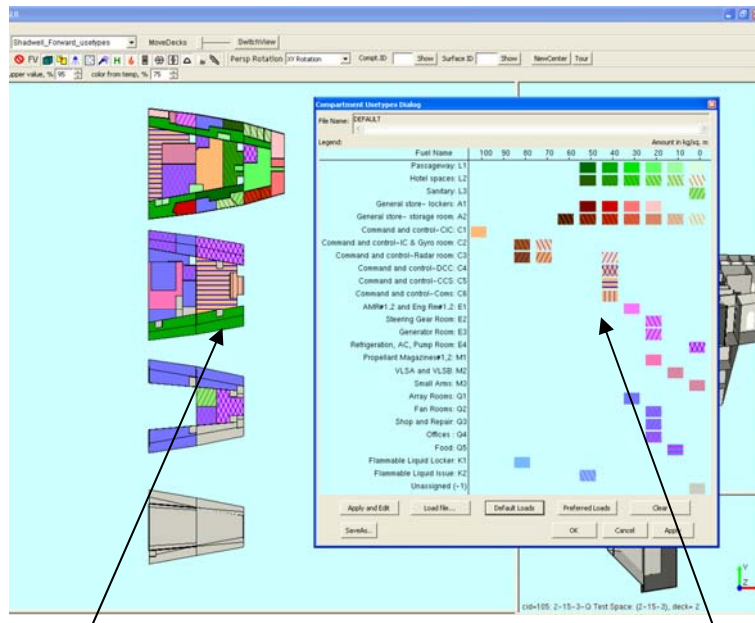 Shadwell_Forward_usetypes MoveDecks SwitchView
FV H Persp Rotation XY Rotation Compt.ID Show Surface ID Show NewCenter Tour
upper value, % 95 color from temp, % 75
Compartment Usetypes Dialog
File Name: DEFAULT
Legend: Amount in kg/sq. m
Fuel Name 100 90 80 70 60 50 40 30 20 10 0
Passageway: L1
Hotel spaces: L2
Sanitary: L3
General store- lockers: A1
General store- storage room: A2
Command and control-CIC: C1
Command and control-IC & Gyro room: C2
Command and control-Radar room: C3
Command and control-DCC: C4
Command and control-CCS: C5
Command and control-Coms: C6
AMR#1,2 and Eng Rm#1,2: E1
Steering Gear Room: E2
Generator Room: E3
Refrigeration, AC, Pump Room: E4
Propellant Magazines#1,2: M1
VLSA and VLSB: M2
Small Arms: M3
Array Rooms: Q1
Fan Rooms: Q2
Shop and Repair: Q3
Offices : Q4
Food: Q5
Flammable Liquid Locker: K1
Flammable Liquid Issue: K2
Unassigned (-1)
Apply and Edit Load file... Default Loads Preferred Loads Clear
SaveAs... OK Cancel Apply
Y
Z
cid=105: 2-15-3-Q Test Space: (2-15-3), deck= 2